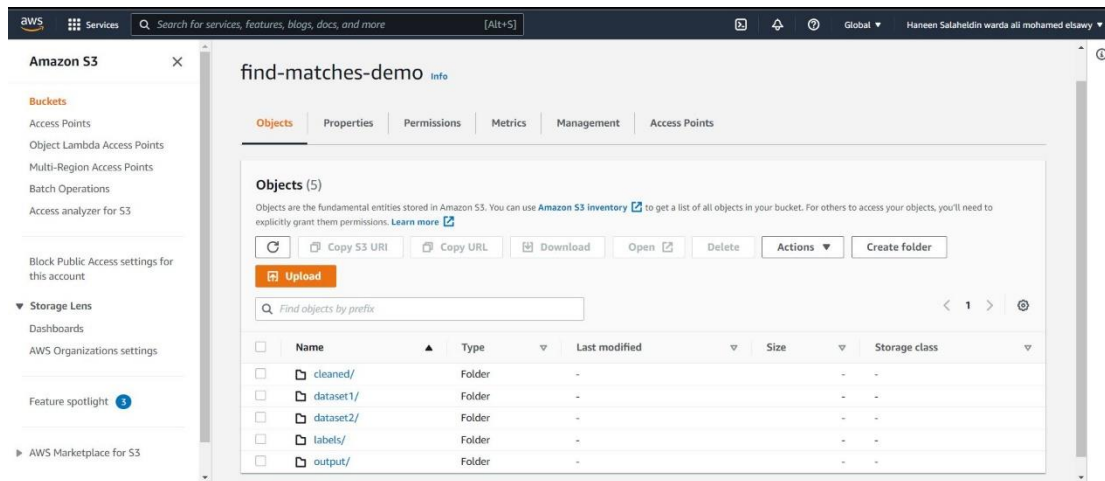 aws
Services
Search for services, features, blogs, docs, and more
[Alt+S]
Global ▼
Haneen Salaheldin warda ali mohamed elsawy ▼
Amazon S3
Buckets
Access Points
Object Lambda Access Points
Multi-Region Access Points
Batch Operations
Access analyzer for S3
Block Public Access settings for
this account
Storage Lens
Dashboards
AWS Organizations settings
Feature spotlight 3
AWS Marketplace for S3
find-matches-demo Info
Objects Properties Permissions Metrics Management Access Points
Objects (5)
Objects are the fundamental entities stored in Amazon S3. You can use Amazon S3 inventory to get a list of all objects in your bucket. For others to access your objects, you'll need to
explicitly grant them permissions. Learn more
Copy S3 URI Copy URL Download Open Delete Actions ▼ Create folder
Upload
Find objects by prefix
1
Name Type Last modified Size Storage class
cleaned/ Folder - - -
dataset1/ Folder - - -
dataset2/ Folder - - -
labels/ Folder - - -
output/ Folder - - -